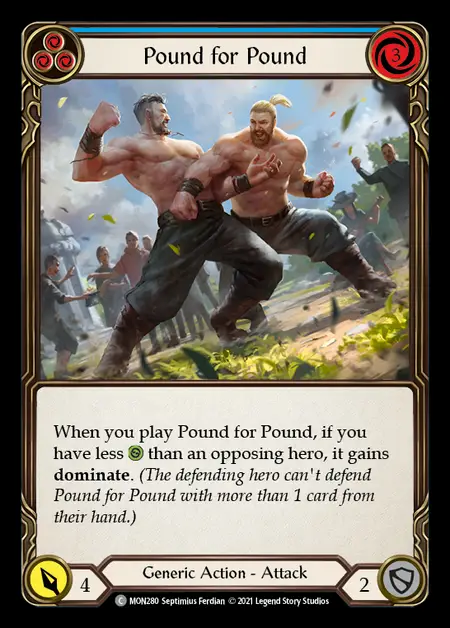 Pound for Pound
3
When you play Pound for Pound, if you
have less than an opposing hero, it gains
dominate. (The defending hero can't defend
Pound for Pound with more than 1 card from
their hand.)
4
Generic Action - Attack
2
C MON280 Septimius Ferdian © 2021 Legend Story Studios